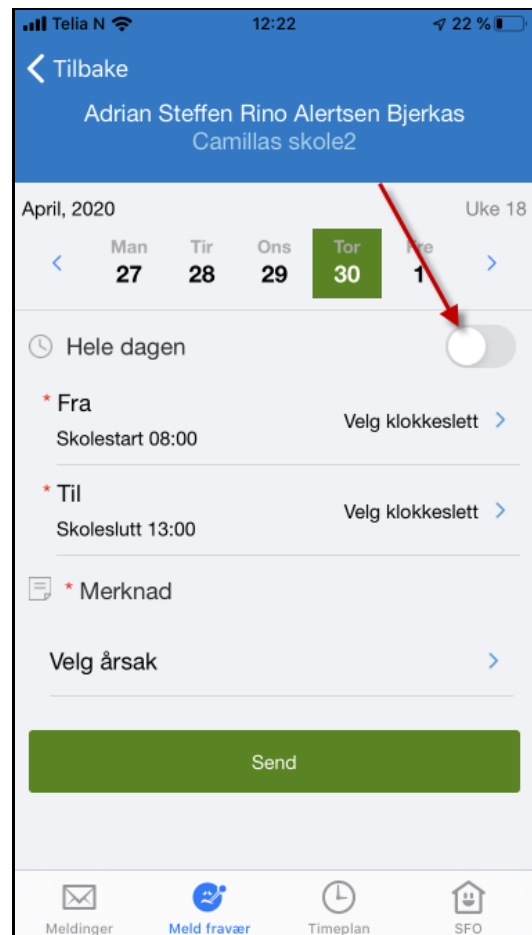 Telia N 12:22 22 %
Tilbake
Adrian Steffen Rino Alertsen Bjerkas
Camillas skole2
April, 2020 Uke 18
Man Tir Ons Tor Fre
27 28 29 30 1
Hele dagen
* Fra
Velg klokkeslett
Skolestart 08:00
* Til
Velg klokkeslett
Skoleslutt 13:00
* Merknad
Velg årsak
Send
Meldinger Meld fravær Timeplan SFO